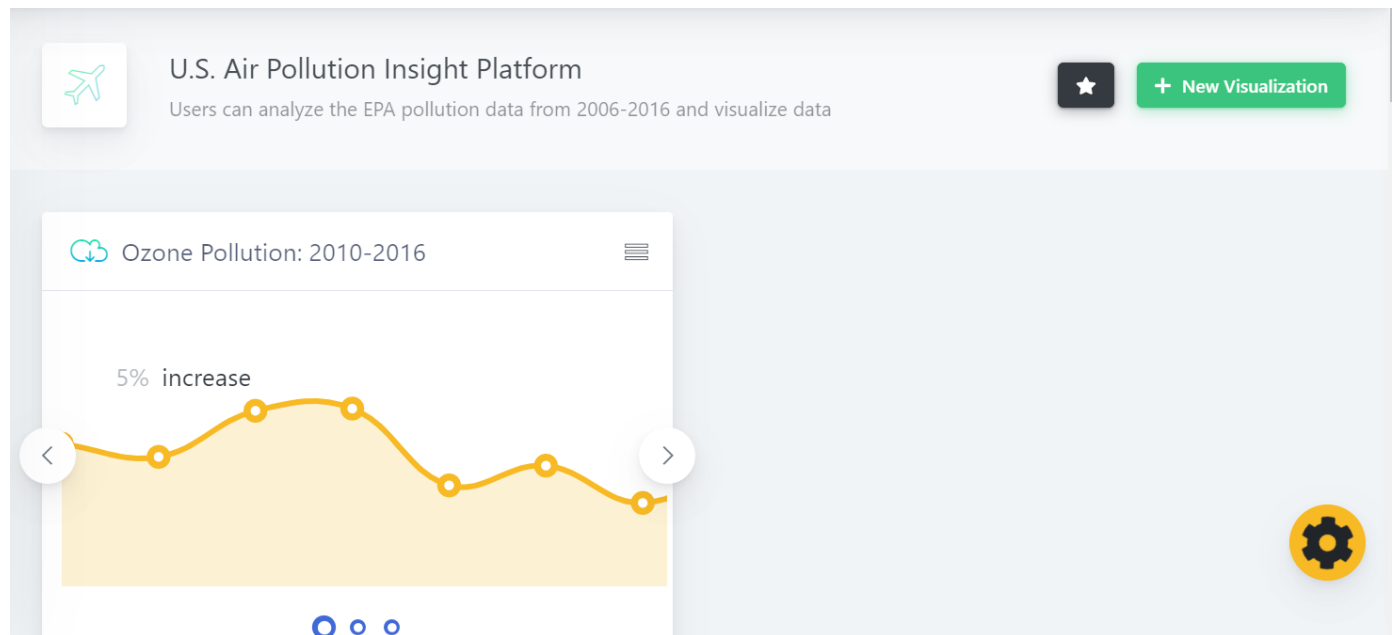 U.S. Air Pollution Insight Platform
Users can analyze the EPA pollution data from 2006-2016 and visualize data
New Visualization
Ozone Pollution: 2010-2016
5% increase